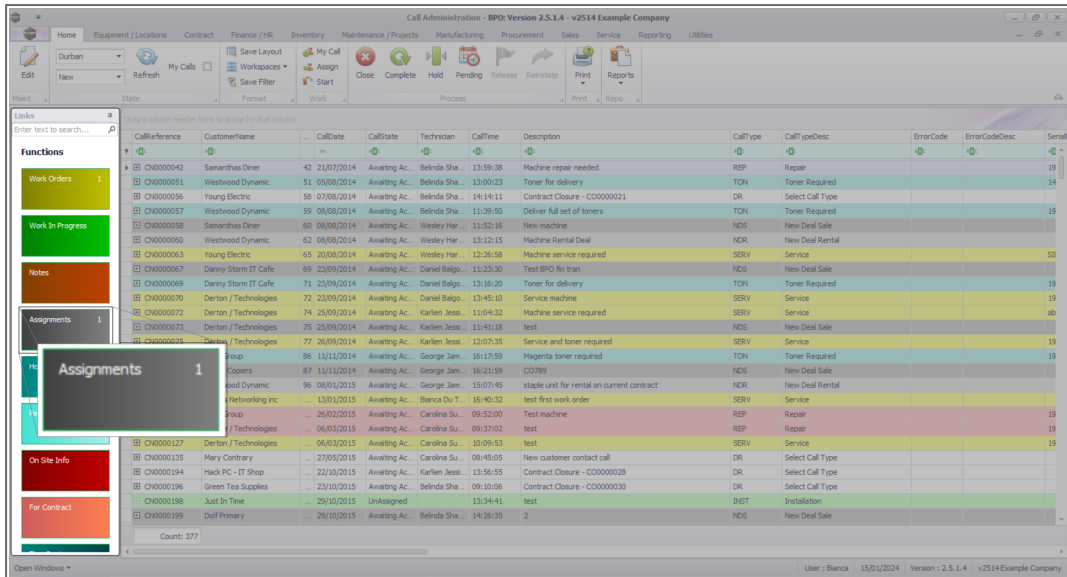 Call Administration - BPO: Version 2.5.1.4 - v2514 Example Company
Home Equipment / Locations Contract Finance / HR Inventory Maintenance / Projects Manufacturing Procurement Sales Service Reporting Utilities
Edit
Durban
New
Refresh
My Calls
Save Layout
Workspaces
Save Filter
My Call
Assign
Start
Close Complete Hold Pending Release Reinstate
Print Reports
Maint... State Format Work Process Print Repo...
Links
Enter text to search...
Functions
Work Orders 1
Work In Progress
Notes
Assignments 1
Assignments 1
On Site Info
For Contract
Drag a column header here to group by that column
CallReference CustomerName ... CallDate CallState Technician CallTime Description CallType CallTypeDesc ErrorCode ErrorCodeDesc
CN0000042 Samanthas Diner 42 21/07/2014 Awaiting Ac... Belinda Sha... 13:59:38 Machine repair needed REP Repair 19
CN0000051 Westwood Dynamic 51 05/08/2014 Awaiting Ac... Belinda Sha... 13:00:23 Toner for delivery TON Toner Required 14
CN0000056 Young Electric 58 07/08/2014 Awaiting Ac... Belinda Sha... 14:14:11 Contract Closure - CO0000021 DR Select Call Type
CN0000057 Westwood Dynamic 59 08/08/2014 Awaiting Ac... Belinda Sha... 11:39:50 Deliver full set of toners TON Toner Required 19
CN0000058 Samanthas Diner 60 08/08/2014 Awaiting Ac... Wesley Har... 11:52:16 New machine NDS New Deal Sale
CN0000060 Westwood Dynamic 62 08/08/2014 Awaiting Ac... Wesley Har... 13:12:15 Machine Rental Deal NDR New Deal Rental
CN0000063 Young Electric 65 20/08/2014 Awaiting Ac... Wesley Har... 12:26:58 Machine service required SERV Service
CN0000067 Danny Storm IT Cafe 69 23/09/2014 Awaiting Ac... Daniel Balgo... 11:23:30 Test BPO fin tran NDS New Deal Sale
CN0000069 Danny Storm IT Cafe 71 23/09/2014 Awaiting Ac... Daniel Balgo... 13:16:20 Toner for delivery TON Toner Required 19
CN0000070 Derton / Technologies 72 23/09/2014 Awaiting Ac... Daniel Balgo... 13:45:10 Service machine SERV Service 19
CN0000072 Derton / Technologies 74 25/09/2014 Awaiting Ac... Karlien Jessi... 11:04:32 Machine service required SERV Service ab
CN0000073 Derton / Technologies 75 25/09/2014 Awaiting Ac... Karlien Jessi... 11:41:18 test NDS New Deal Sale
CN0000075 Derton / Technologies 77 26/09/2014 Awaiting Ac... Karlien Jessi... 12:07:35 Service and toner required SERV Service 19
Group 86 11/11/2014 Awaiting Ac... George Jam... 16:17:59 Magenta toner required TON Toner Required 19
Copiers 87 11/11/2014 Awaiting Ac... George Jam... 16:21:59 CO789 NDS New Deal Sale
ood Dynamic 96 08/01/2015 Awaiting Ac... George Jam... 15:07:45 staple unit for rental on current contract NDR New Deal Rental
Networking inc ... 13/01/2015 Awaiting Ac... Bianca Du T... 16:40:32 test first work order SERV Service
Group ... 26/02/2015 Awaiting Ac... Carolina Su... 09:52:00 Test machine REP Repair 19
/ Technologies ... 06/03/2015 Awaiting Ac... Carolina Su... 09:37:02 test REP Repair 19
CN0000127 Derton / Technologies ... 06/03/2015 Awaiting Ac... Carolina Su... 10:09:53 test SERV Service 19
CN0000135 Mary Contrary ... 27/05/2015 Awaiting Ac... Carolina Su... 08:45:05 New customer contact call DR Select Call Type
CN0000194 Hack PC - IT Shop ... 22/10/2015 Awaiting Ac... Karlien Jessi... 13:56:55 Contract Closure - CO0000028 DR Select Call Type
CN0000196 Green Tea Supplies ... 23/10/2015 Awaiting Ac... Belinda Sha... 09:10:06 Contract Closure - CO0000030 DR Select Call Type
CN0000198 Just In Time ... 29/10/2015 UnAssigned 13:34:41 test INST Installation
CN0000199 Dolf Primary ... 29/10/2015 Awaiting Ac... Belinda Sha... 14:26:35 2 NDS New Deal Sale
Count: 377
Open Windows
User : Bianca 15/01/2024 Version : 2.5.1.4 v2514 Example Company